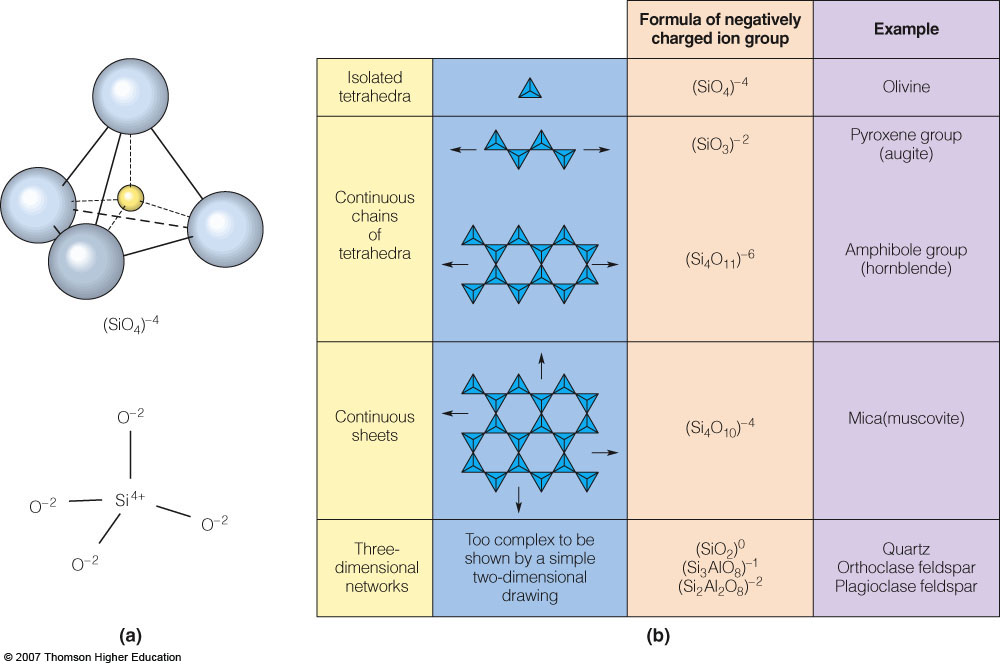 (SiO₄)⁻⁴
O⁻²
Si⁴⁺
O⁻²
O⁻²
O⁻²
(a)
Formula of negatively
charged ion group
Example
Isolated
tetrahedra
(SiO₄)⁻⁴
Olivine
Continuous
chains
of
tetrahedra
(SiO₃)⁻²
Pyroxene group
(augite)
(Si₄O₁₁)⁻⁶
Amphibole group
(hornblende)
Continuous
sheets
(Si₄O₁₀)⁻⁴
Mica(muscovite)
Three-
dimensional
networks
Too complex to be
shown by a simple
two-dimensional
drawing
(SiO₂)⁰
(Si₃AlO₈)⁻¹
(Si₂Al₂O₈)⁻²
Quartz
Orthoclase feldspar
Plagioclase feldspar
(b)
© 2007 Thomson Higher Education